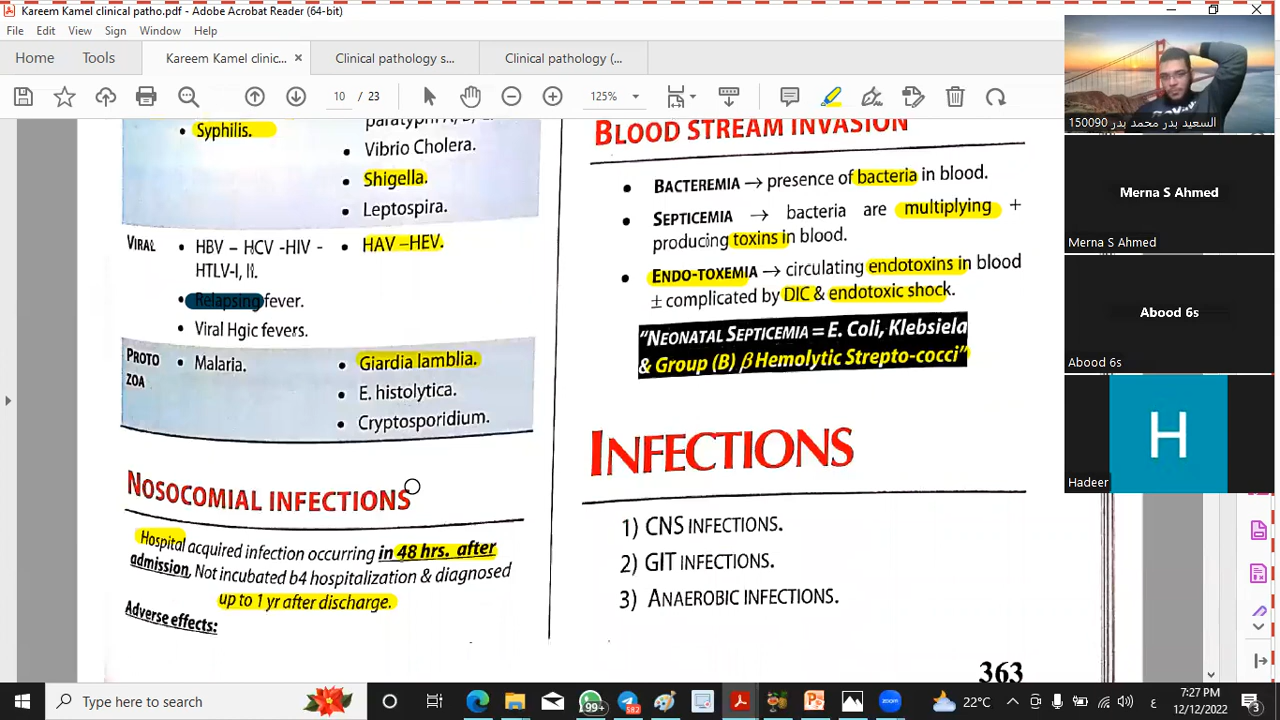 Kareem Kamel clinical patho.pdf - Adobe Acrobat Reader (64-bit)
File Edit View Sign Window Help
Home Tools Kareem Kamel clinic... × Clinical pathology s... Clinical pathology (...
10 / 23 125%
Syphilis.
Vibrio Cholera.
Shigella.
Leptospira.
VIRAL
HBV – HCV -HIV -
HTLV-I, II.
Relapsing fever.
Viral Hgic fevers.
HAV –HEV.
PROTO
ZOA
Malaria.
Giardia lamblia.
E. histolytica.
Cryptosporidium.
NOSOCOMIAL INFECTIONS
Hospital acquired infection occurring in 48 hrs. after
admission, Not incubated b4 hospitalization & diagnosed
up to 1 yr after discharge.
Adverse effects:
BLOOD STREAM INVASION
BACTEREMIA → presence of bacteria in blood.
SEPTICEMIA → bacteria are multiplying +
producing toxins in blood.
ENDO-TOXEMIA → circulating endotoxins in blood
± complicated by DIC & endotoxic shock.
"NEONATAL SEPTICEMIA = E. Coli, Klebsiela
& Group (B) β Hemolytic Strepto-cocci"
INFECTIONS
1) CNS INFECTIONS.
2) GIT INFECTIONS.
3) ANAEROBIC INFECTIONS.
363
السعيد بدر محمد بدر 150090
Merna S Ahmed
Merna S Ahmed
Abood 6s
Abood 6s
H
Hadeer
Type here to search
99+
582
zoom
22°C
ع
7:27 PM
12/12/2022
3